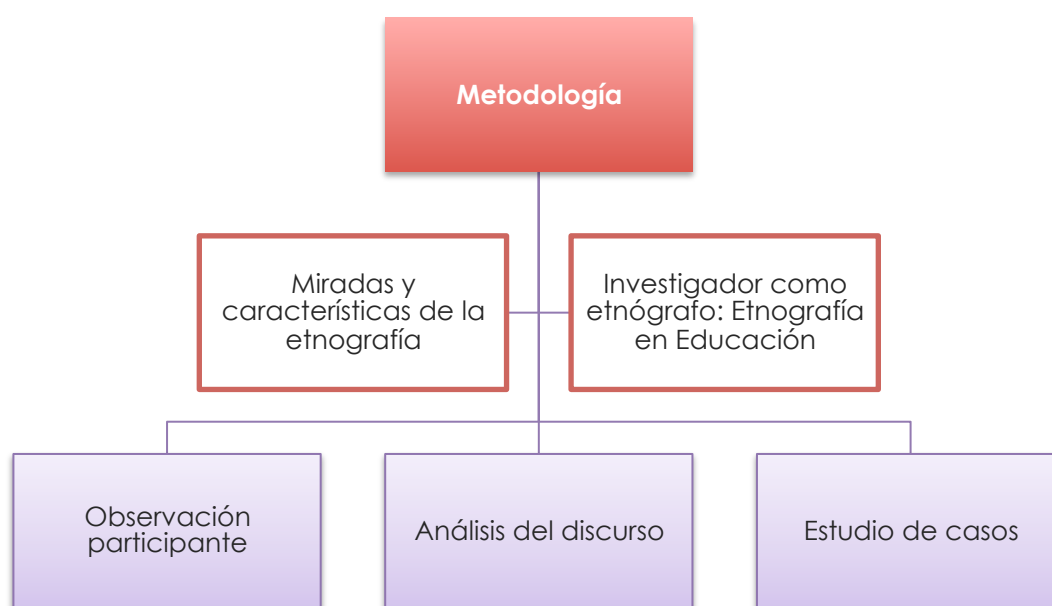 Metodología
Miradas y
características de la
etnografía
Investigador como
etnógrafo: Etnografía
en Educación
Observación
participante
Análisis del discurso
Estudio de casos